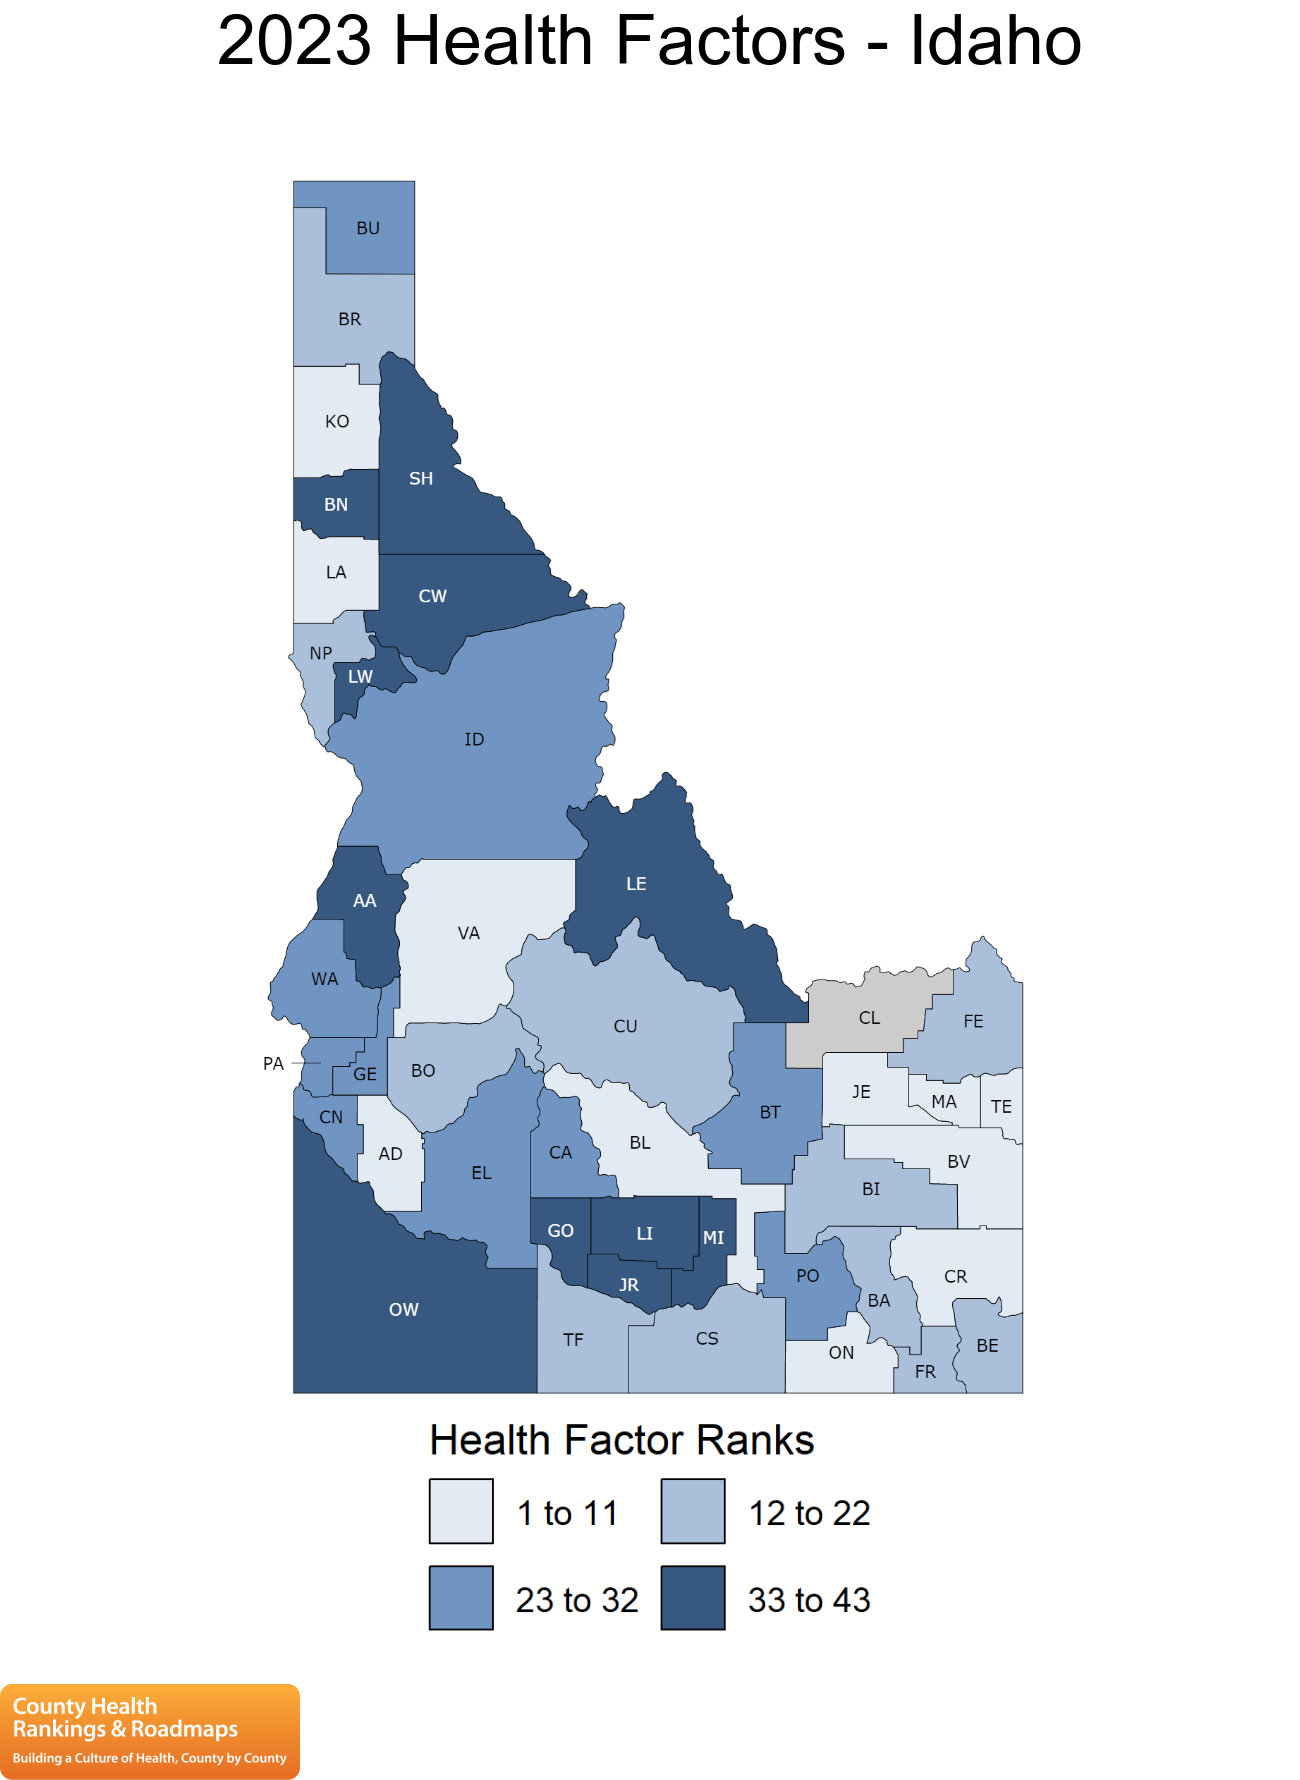 2023 Health Factors - Idaho
BU
BR
KO
SH
BN
LA
CW
NP
LW
ID
LE
AA
VA
WA
CU
CL
FE
PA
GE
BO
JE
MA
TE
CN
BT
AD
BL
CA
BV
EL
BI
GO
LI
MI
PO
CR
JR
BA
OW
TF
CS
ON
BE
FR
Health Factor Ranks
1 to 11
12 to 22
23 to 32
33 to 43
County Health
Rankings & Roadmaps
Building a Culture of Health, County by County